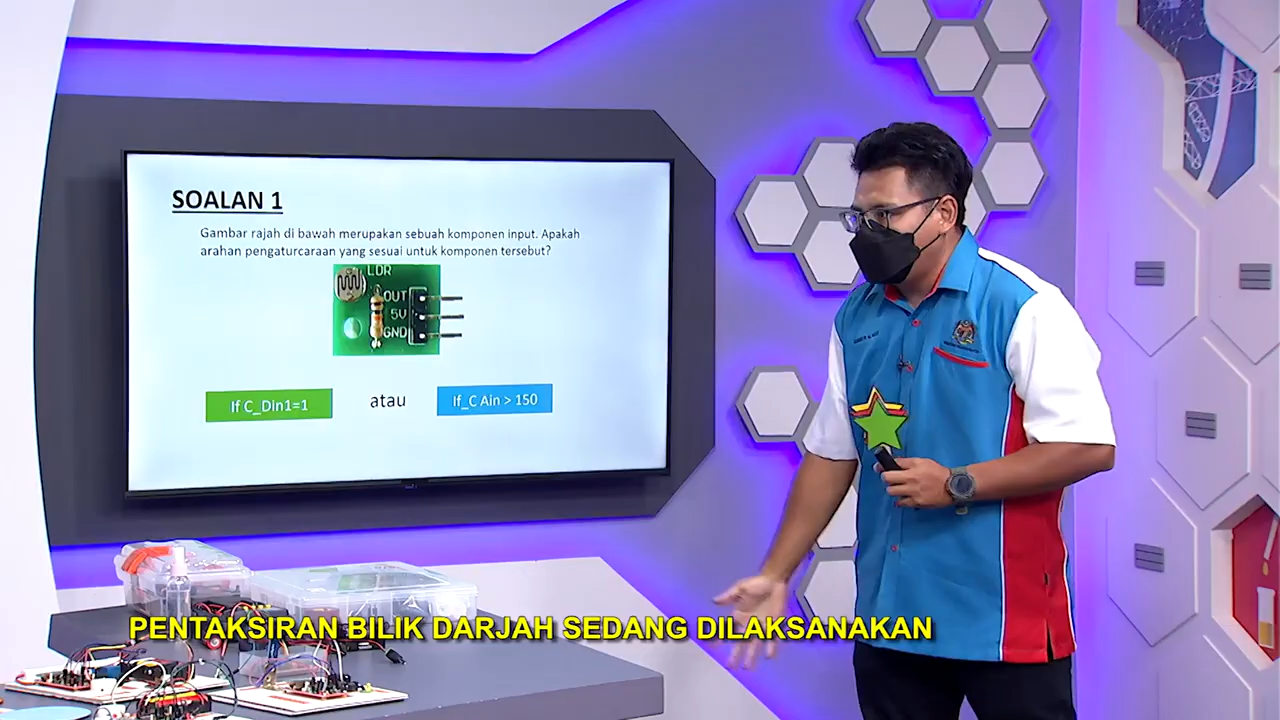 SOALAN 1
Gambar rajah di bawah merupakan sebuah komponen input. Apakah
arahan pengaturcaraan yang sesuai untuk komponen tersebut?
LDR
OUT
5V
GND
If C_Din1=1
atau
If_C Ain > 150
PENTAKSIRAN BILIK DARJAH SEDANG DILAKSANAKAN